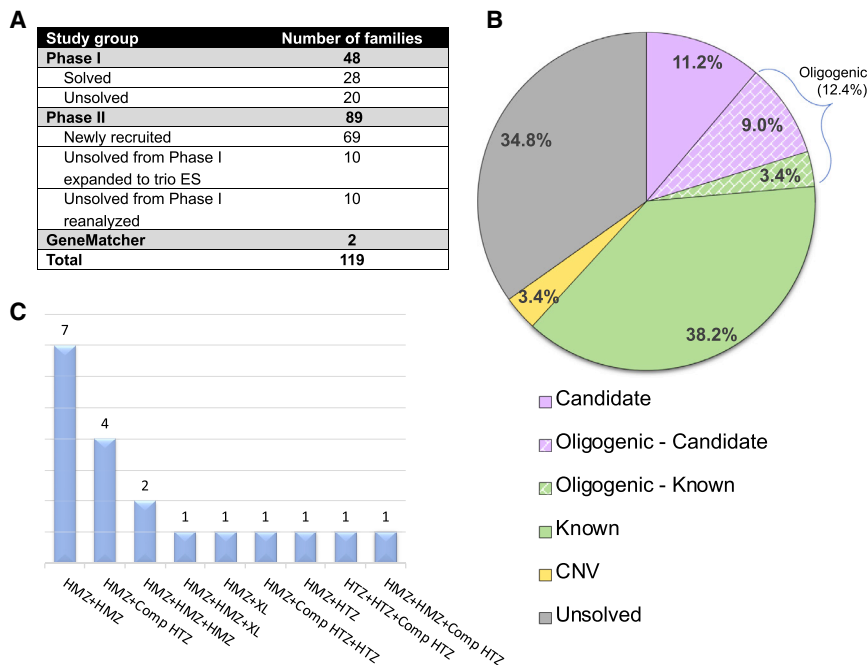 A
Study group Number of families
Phase I 48
Solved 28
Unsolved 20
Phase II 89
Newly recruited 69
Unsolved from Phase I 10
expanded to trio ES
Unsolved from Phase I 10
reanalyzed
GeneMatcher 2
Total 119
B
11.2%
Oligogenic
(12.4%)
9.0%
3.4%
34.8%
3.4%
38.2%
Candidate
Oligogenic - Candidate
Oligogenic - Known
Known
CNV
Unsolved
C
7
4
2
1
1
1
1
1
1
HMZ+HMZ
HMZ+Comp HTZ
HMZ+HMZ+HMZ
HMZ+HMZ+XL
HMZ+XL
HMZ+Comp HTZ+HTZ
HMZ+HTZ
HTZ+HTZ+Comp HTZ
HMZ+HMZ+Comp HTZ